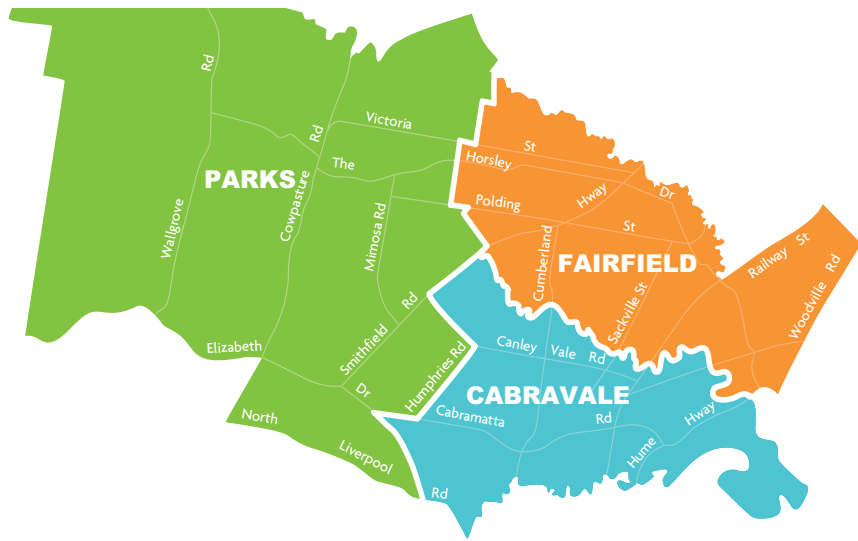 Rd
Victoria
Rd
St
The
Horsley
PARKS
Hway
Dr
Polding
Cowpasture
Wallgrove
Mimosa Rd
St
Railway St
Cumberland
FAIRFIELD
Woodville Rd
Sackville St
Rd
Elizabeth
Smithfield
Canley Vale Rd
Humphries Rd
Dr
CABRAVALE
North
Cabramatta
Rd
Hway
Liverpool
Hume
Rd